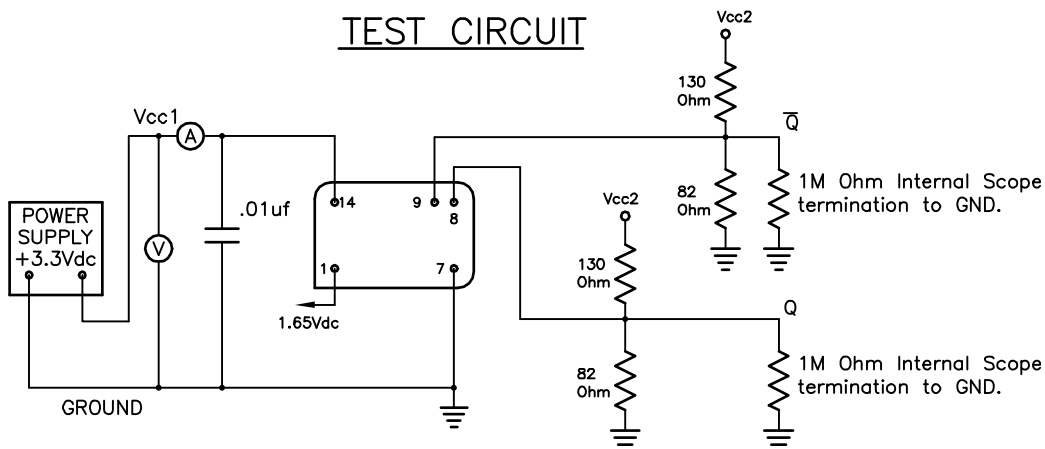 TEST CIRCUIT
Vcc2
130
Ohm
Q̅
Vcc1
A
82
Ohm
1M Ohm Internal Scope
termination to GND.
POWER
SUPPLY
+3.3Vdc
V
.01uf
14
9
8
1
7
1.65Vdc
Vcc2
130
Ohm
Q
82
Ohm
1M Ohm Internal Scope
termination to GND.
GROUND